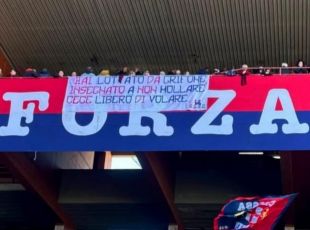 HAI LOTTATO DA GRIFONE
INSEGNATO A NON MOLLARE
CECE LIBERO DI VOLARE
FORZA